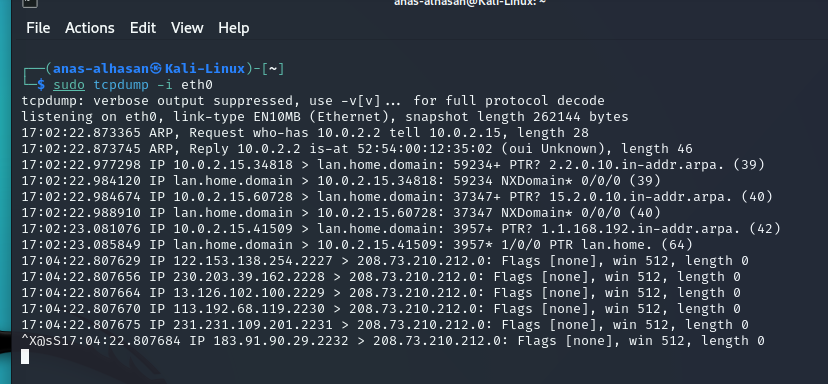 anas-alhasan@Kali-Linux: ~
File Actions Edit View Help
┌──(anas-alhasan㉿Kali-Linux)-[~]
└─$ sudo tcpdump -i eth0
tcpdump: verbose output suppressed, use -v[v]... for full protocol decode
listening on eth0, link-type EN10MB (Ethernet), snapshot length 262144 bytes
17:02:22.873365 ARP, Request who-has 10.0.2.2 tell 10.0.2.15, length 28
17:02:22.873745 ARP, Reply 10.0.2.2 is-at 52:54:00:12:35:02 (oui Unknown), length 46
17:02:22.977298 IP 10.0.2.15.34818 > lan.home.domain: 59234+ PTR? 2.2.0.10.in-addr.arpa. (39)
17:02:22.984120 IP lan.home.domain > 10.0.2.15.34818: 59234 NXDomain* 0/0/0 (39)
17:02:22.984674 IP 10.0.2.15.60728 > lan.home.domain: 37347+ PTR? 15.2.0.10.in-addr.arpa. (40)
17:02:22.988910 IP lan.home.domain > 10.0.2.15.60728: 37347 NXDomain* 0/0/0 (40)
17:02:23.081076 IP 10.0.2.15.41509 > lan.home.domain: 3957+ PTR? 1.1.168.192.in-addr.arpa. (42)
17:02:23.085849 IP lan.home.domain > 10.0.2.15.41509: 3957* 1/0/0 PTR lan.home. (64)
17:04:22.807629 IP 122.153.138.254.2227 > 208.73.210.212.0: Flags [none], win 512, length 0
17:04:22.807656 IP 230.203.39.162.2228 > 208.73.210.212.0: Flags [none], win 512, length 0
17:04:22.807664 IP 13.126.102.100.2229 > 208.73.210.212.0: Flags [none], win 512, length 0
17:04:22.807670 IP 113.192.68.119.2230 > 208.73.210.212.0: Flags [none], win 512, length 0
17:04:22.807675 IP 231.231.109.201.2231 > 208.73.210.212.0: Flags [none], win 512, length 0
^X@sS17:04:22.807684 IP 183.91.90.29.2232 > 208.73.210.212.0: Flags [none], win 512, length 0